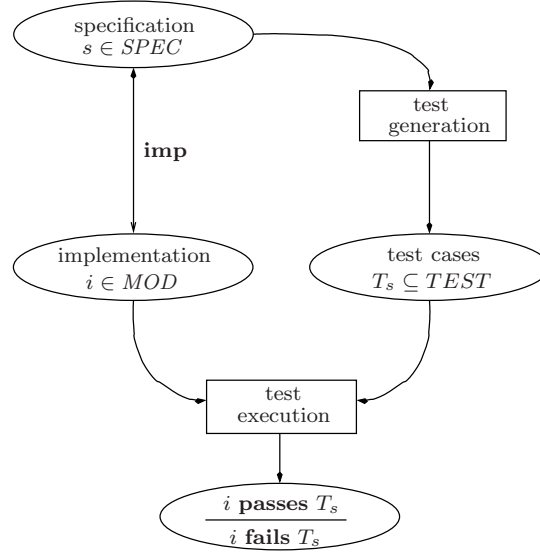 specification
s ∈ SPEC
test
generation
imp
implementation
i ∈ MOD
test cases
T_s ⊆ TEST
test
execution
i passes T_s
i fails T_s